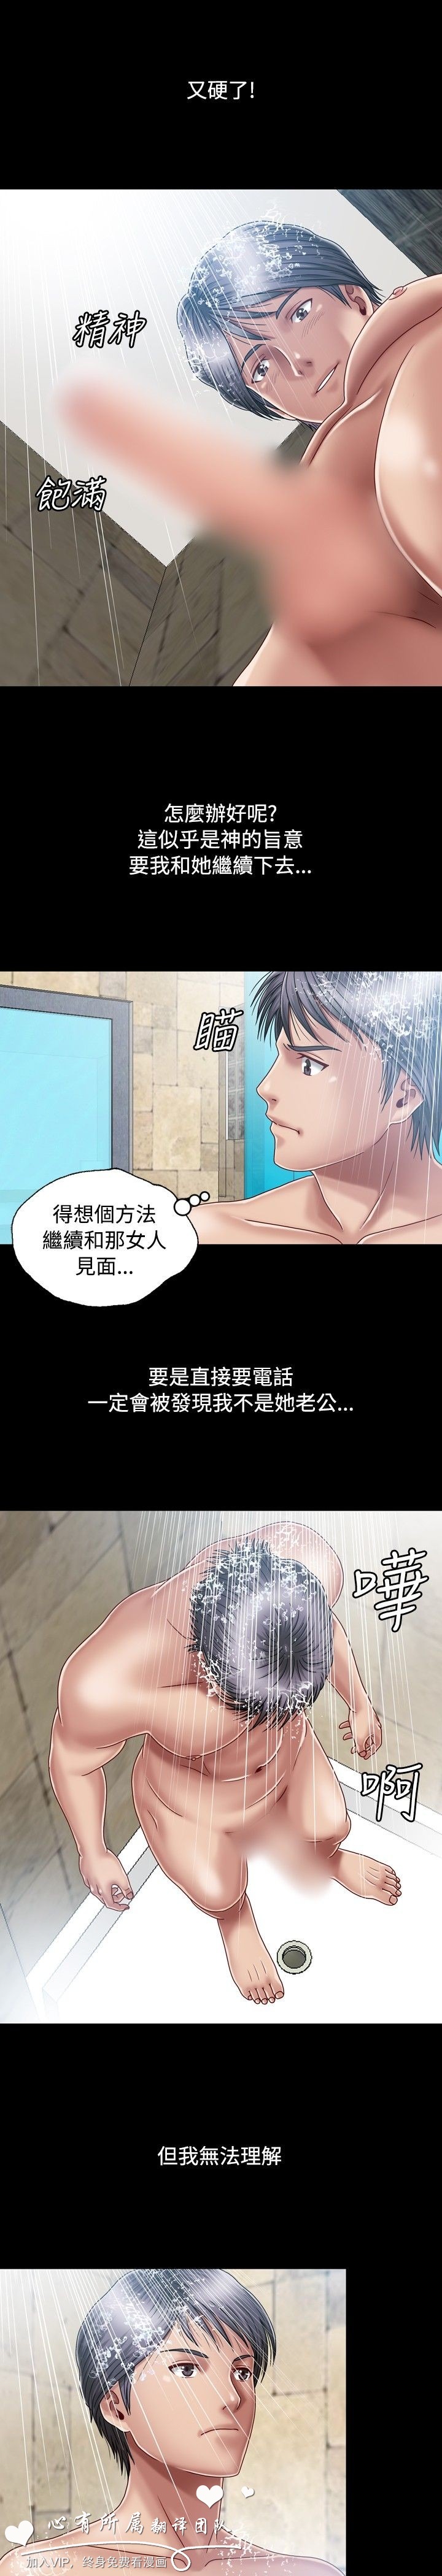 又硬了!
精神
飽滿
怎麼辦好呢?
這似乎是神的旨意
要我和她繼續下去...
瞄
得想個方法
繼續和那女人
見面...
要是直接要電話
一定會被發現我不是她老公...
嘩
啊
但我無法理解
心有所属翻译团队
加入VIP，终身免费看漫画